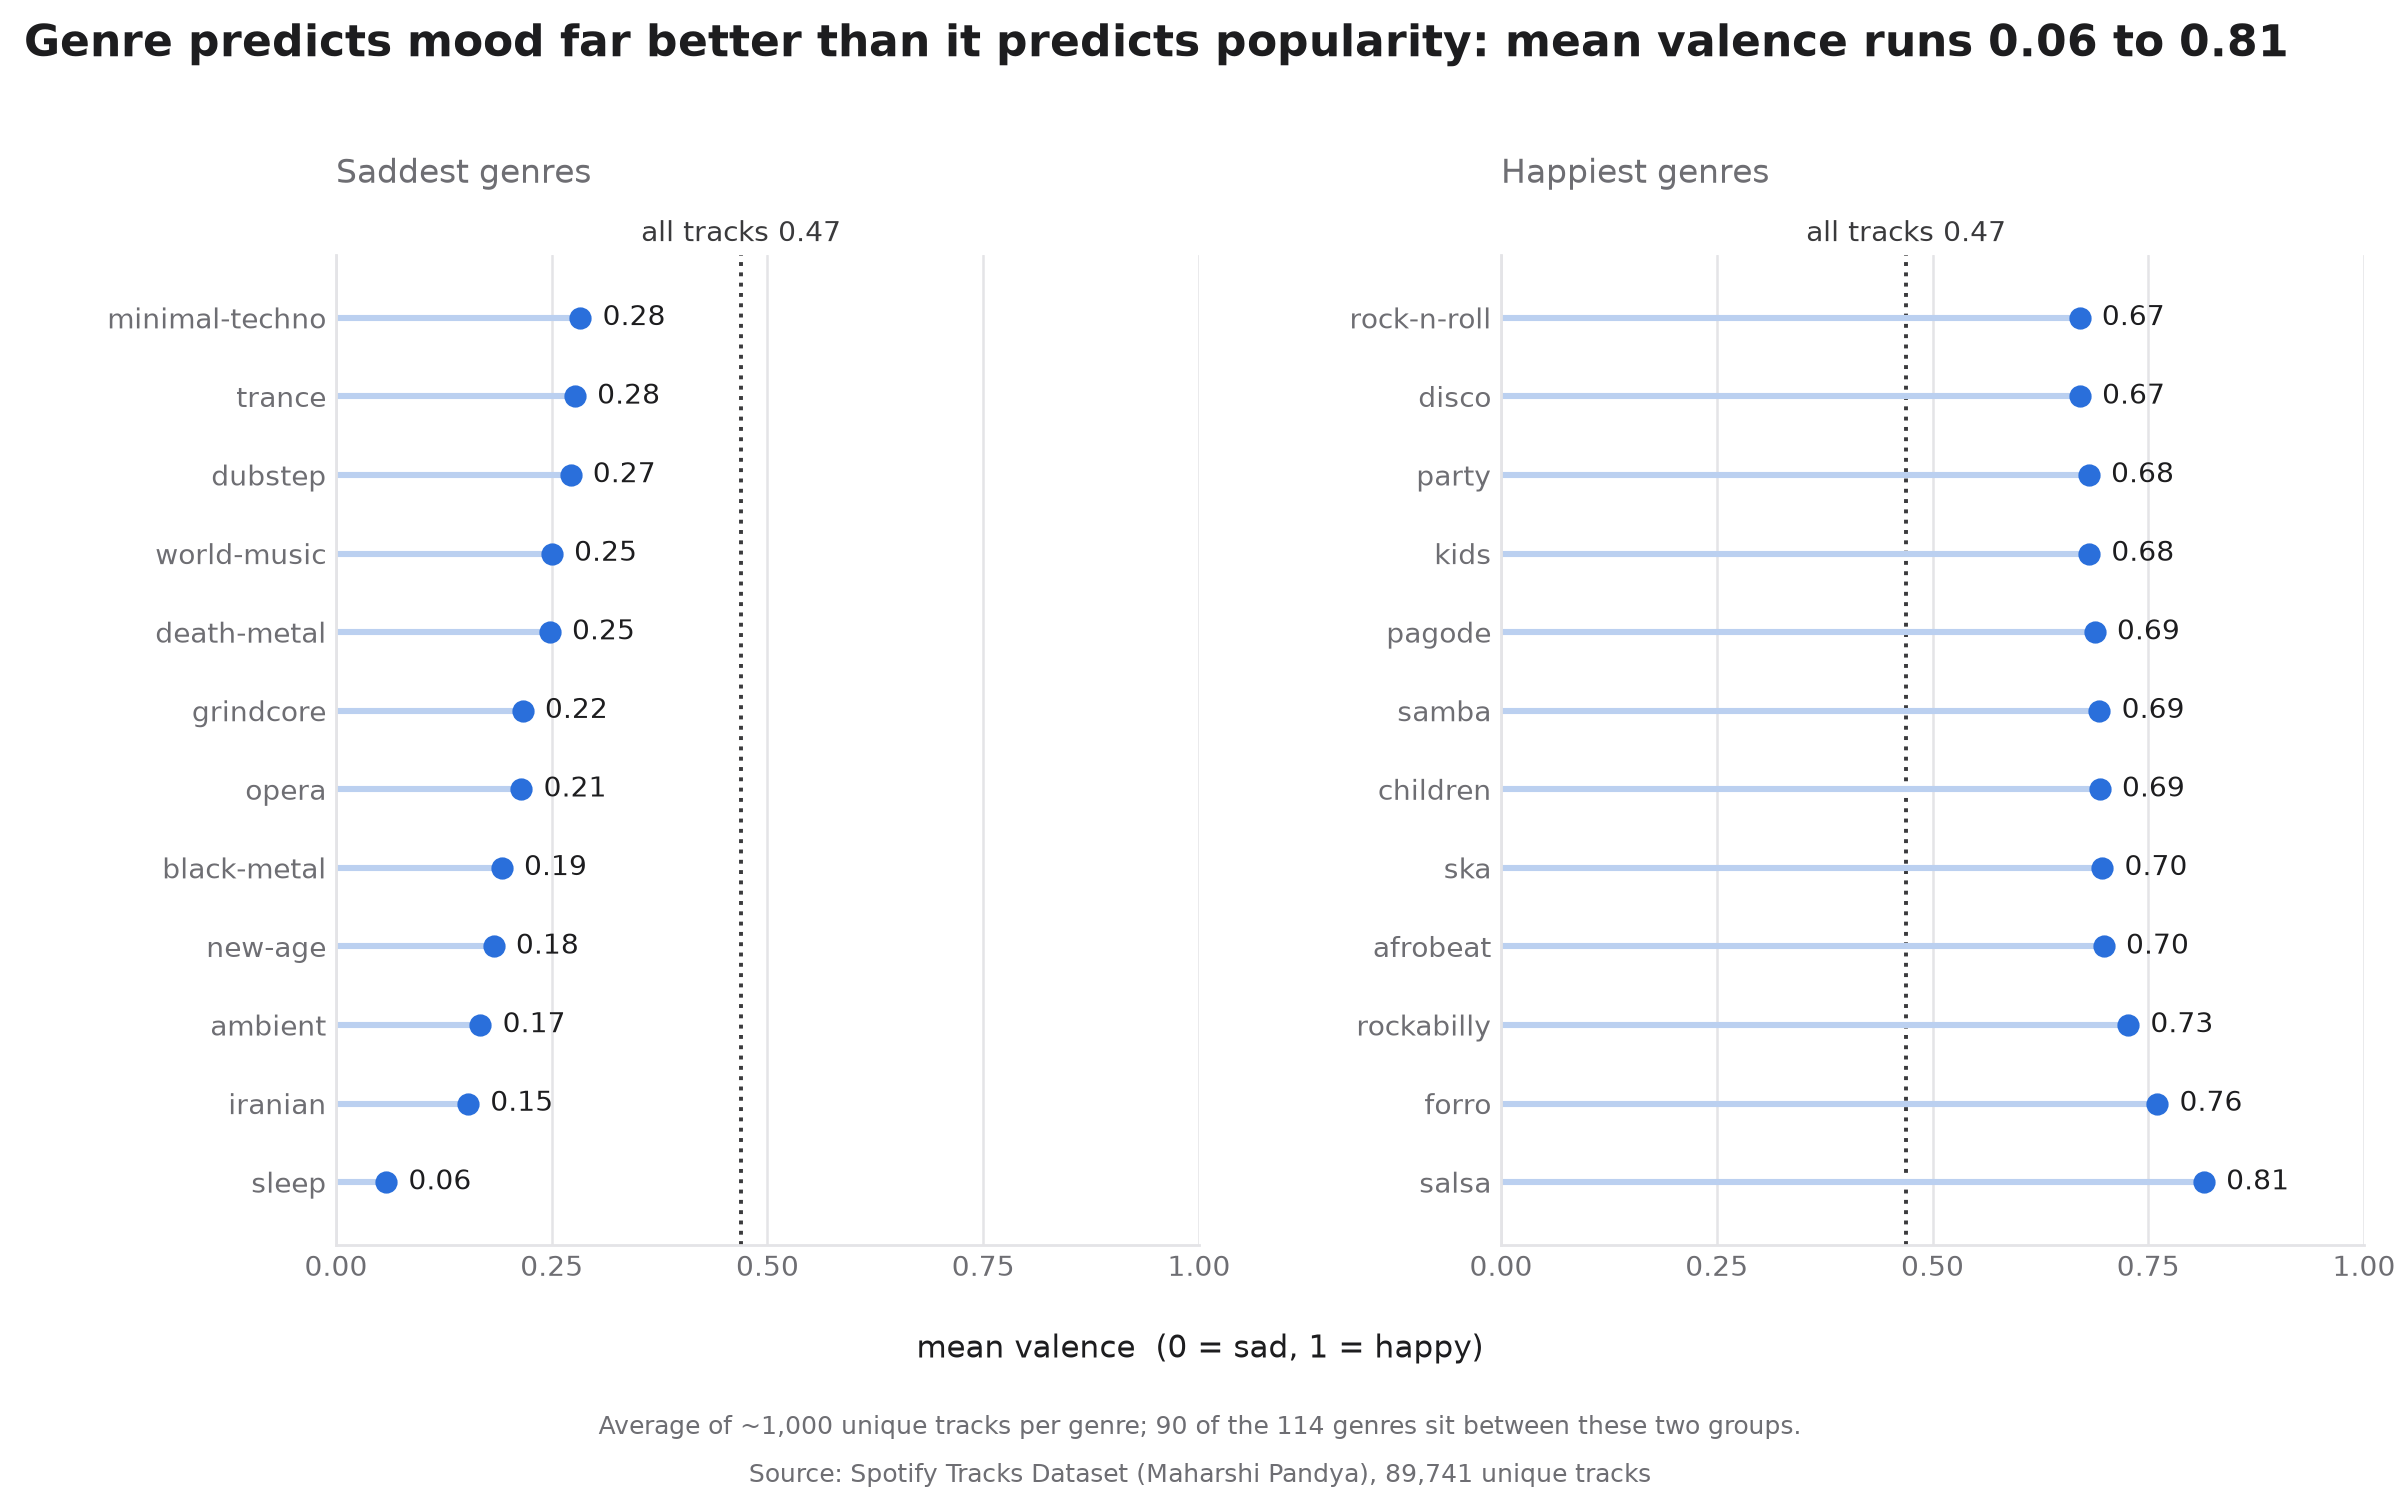 Genre predicts mood far better than it predicts popularity: mean valence runs 0.06 to 0.81
Saddest genres
all tracks 0.47
minimal-techno 0.28
trance 0.28
dubstep 0.27
world-music 0.25
death-metal 0.25
grindcore 0.22
opera 0.21
black-metal 0.19
new-age 0.18
ambient 0.17
iranian 0.15
sleep 0.06
0.00 0.25 0.50 0.75 1.00
Happiest genres
all tracks 0.47
rock-n-roll 0.67
disco 0.67
party 0.68
kids 0.68
pagode 0.69
samba 0.69
children 0.69
ska 0.70
afrobeat 0.70
rockabilly 0.73
forro 0.76
salsa 0.81
0.00 0.25 0.50 0.75 1.00
mean valence (0 = sad, 1 = happy)
Average of ~1,000 unique tracks per genre; 90 of the 114 genres sit between these two groups.
Source: Spotify Tracks Dataset (Maharshi Pandya), 89,741 unique tracks